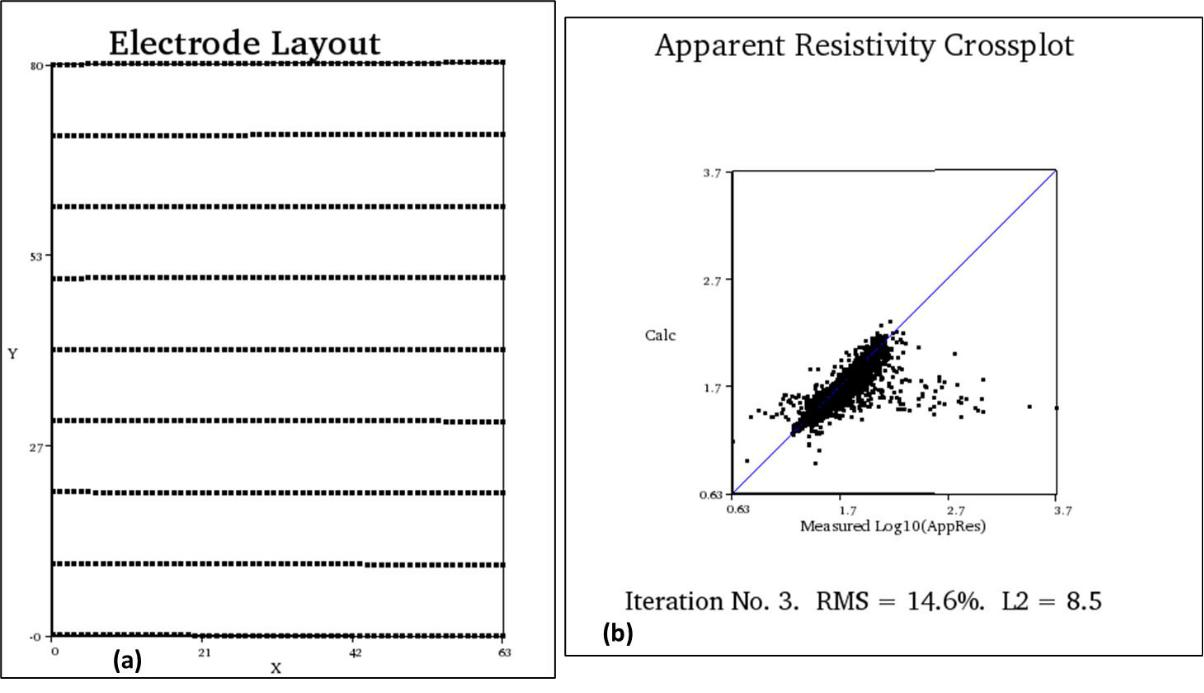 Electrode Layout
80
53
Y
27
-0
0
21
42
63
X
(a)
Apparent Resistivity Crossplot
3.7
2.7
Calc
1.7
0.63
0.63
1.7
2.7
3.7
Measured Log10(AppRes)
Iteration No. 3. RMS = 14.6%. L2 = 8.5
(b)